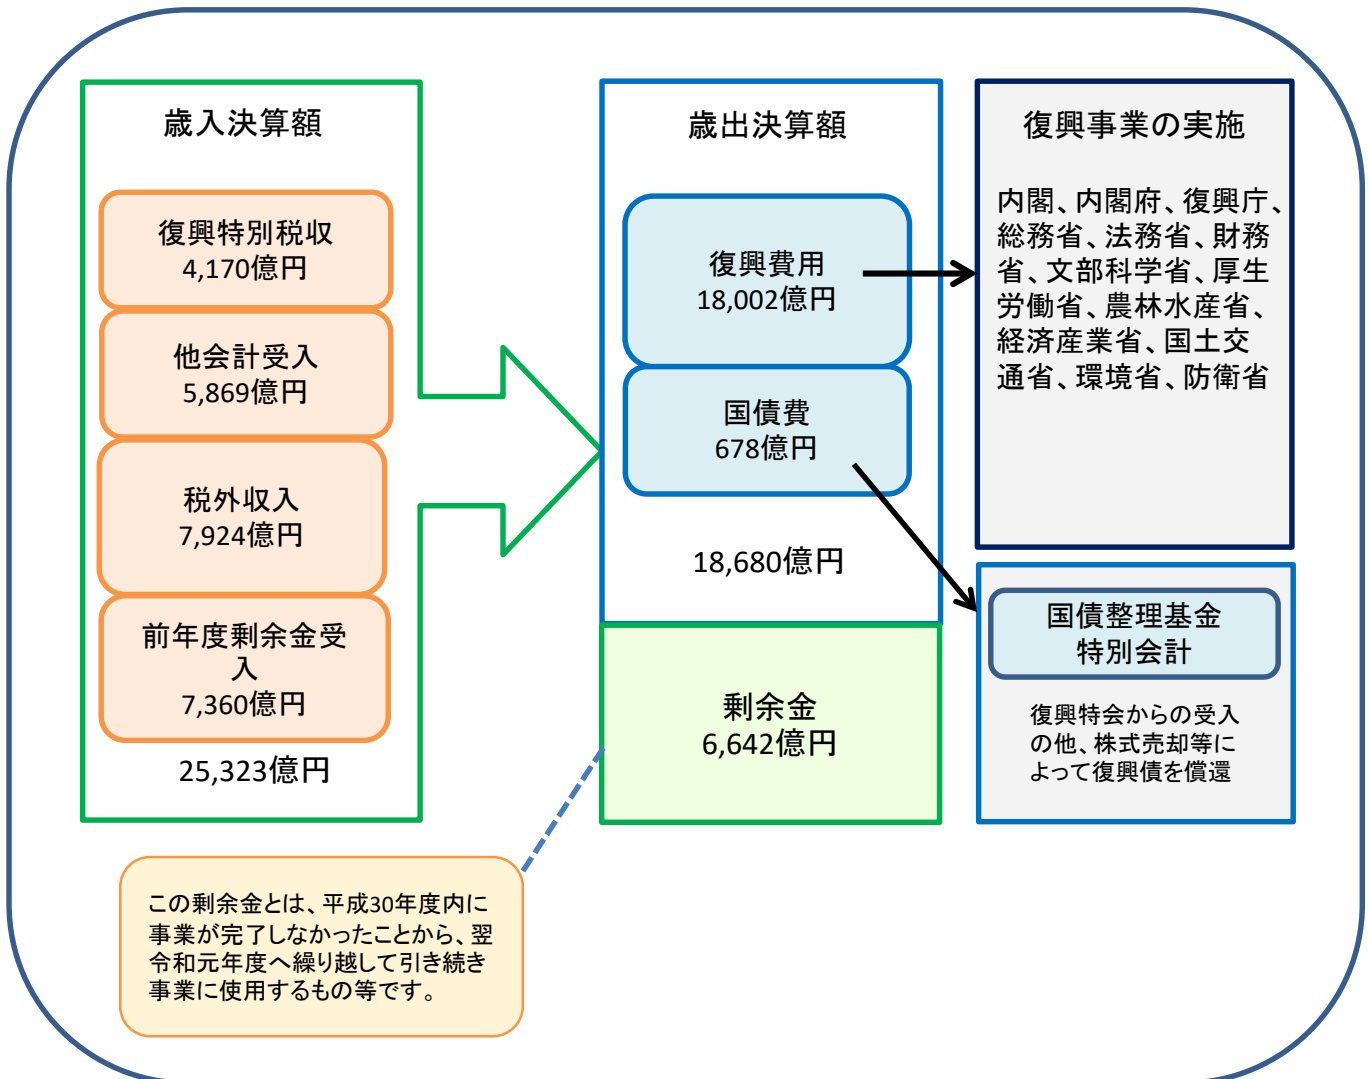 歳入決算額
復興特別税収
4,170億円
他会計受入
5,869億円
税外収入
7,924億円
前年度剰余金受
入
7,360億円
25,323億円
歳出決算額
復興費用
18,002億円
国債費
678億円
18,680億円
剰余金
6,642億円
復興事業の実施
内閣、内閣府、復興庁、
総務省、法務省、財務
省、文部科学省、厚生
労働省、農林水産省、
経済産業省、国土交
通省、環境省、防衛省
国債整理基金
特別会計
復興特会からの受入
の他、株式売却等に
よって復興債を償還
この剰余金とは、平成30年度内に
事業が完了しなかったことから、翌
令和元年度へ繰り越して引き続き
事業に使用するもの等です。